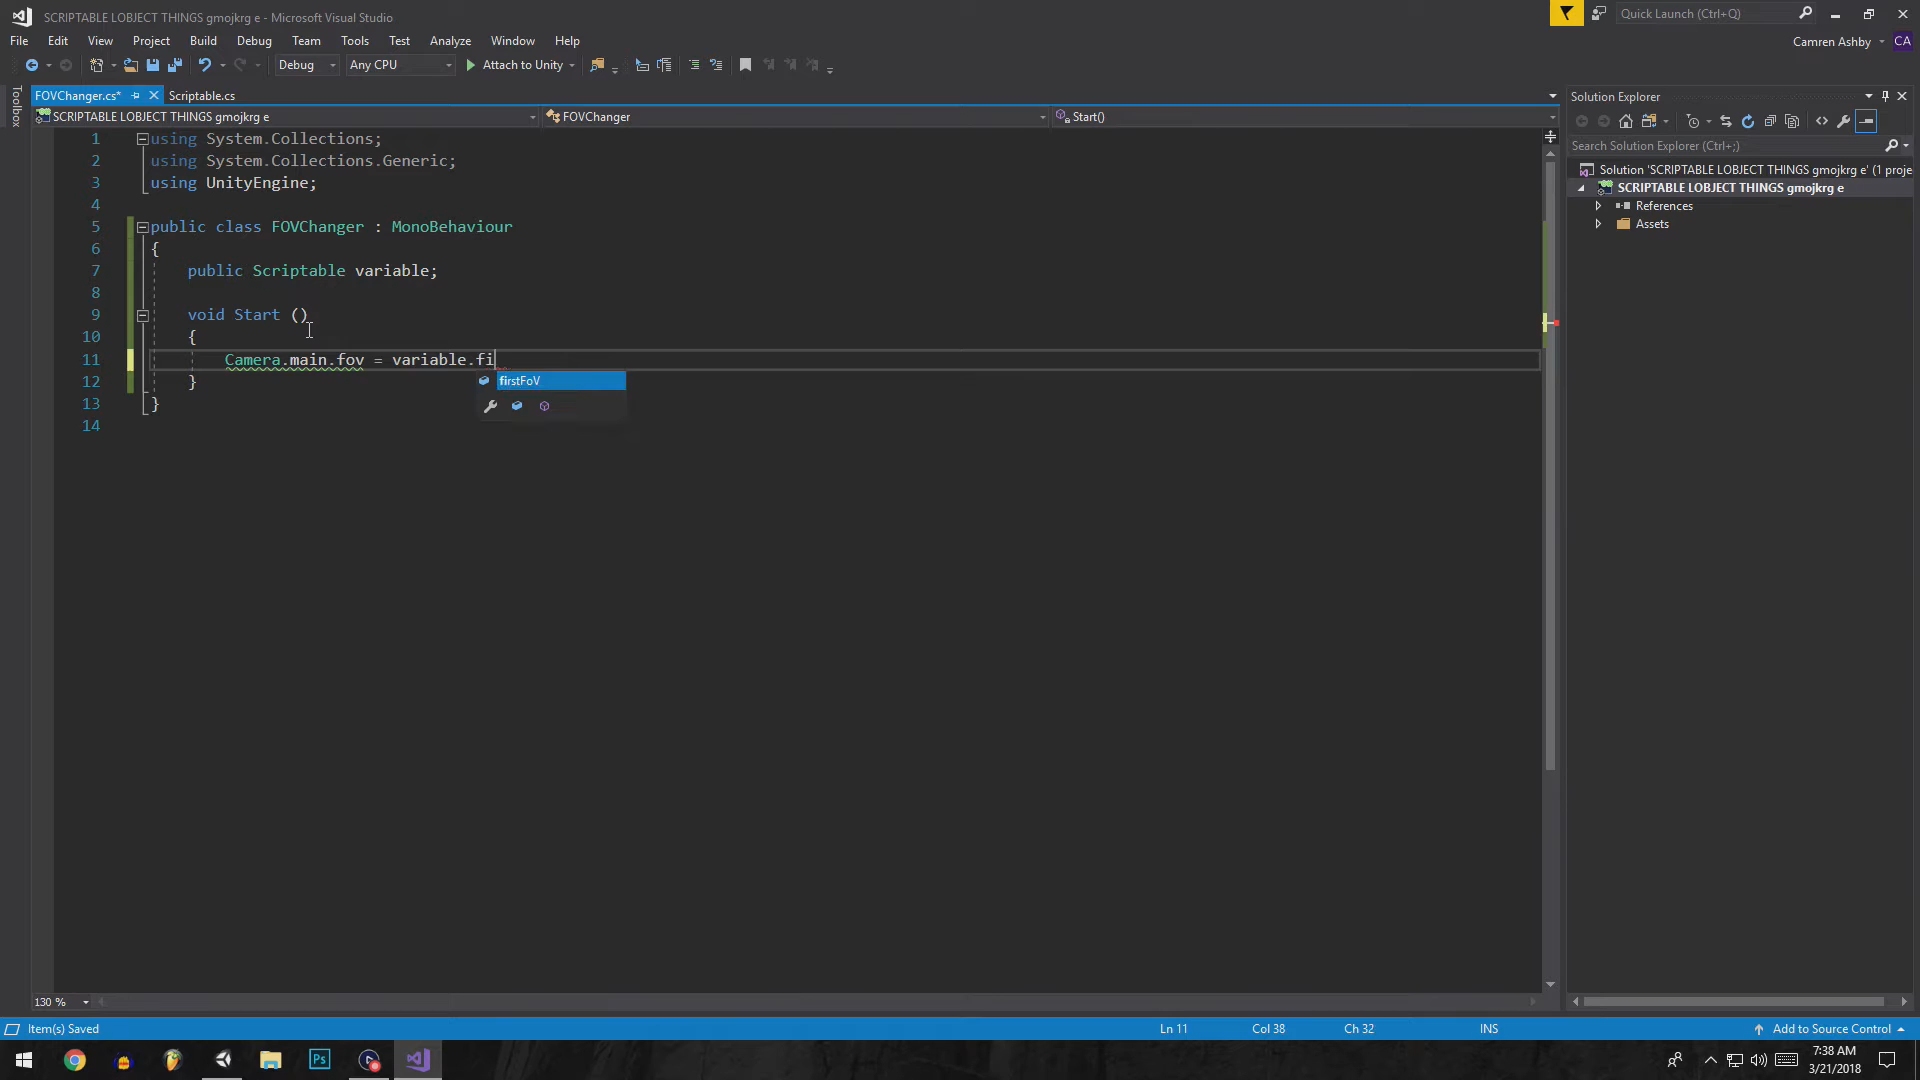 SCRIPTABLE LOBJECT THINGS gmojkrg e - Microsoft Visual Studio
Quick Launch (Ctrl+Q)
File Edit View Project Build Debug Team Tools Test Analyze Window Help
Camren Ashby CA
Debug Any CPU Attach to Unity
Toolbox
FOVChanger.cs* Scriptable.cs
Solution Explorer
SCRIPTABLE LOBJECT THINGS gmojkrg e FOVChanger Start()
Search Solution Explorer (Ctrl+;)
Solution 'SCRIPTABLE LOBJECT THINGS gmojkrg e' (1 proje
SCRIPTABLE LOBJECT THINGS gmojkrg e
References
Assets
1 using System.Collections;
2 using System.Collections.Generic;
3 using UnityEngine;
4
5 public class FOVChanger : MonoBehaviour
6 {
7 public Scriptable variable;
8
9 void Start ()
10 {
11 Camera.main.fov = variable.fi
firstFoV
12 }
13 }
14
130 %
Item(s) Saved Ln 11 Col 38 Ch 32 INS Add to Source Control
Ps
7:38 AM
3/21/2018